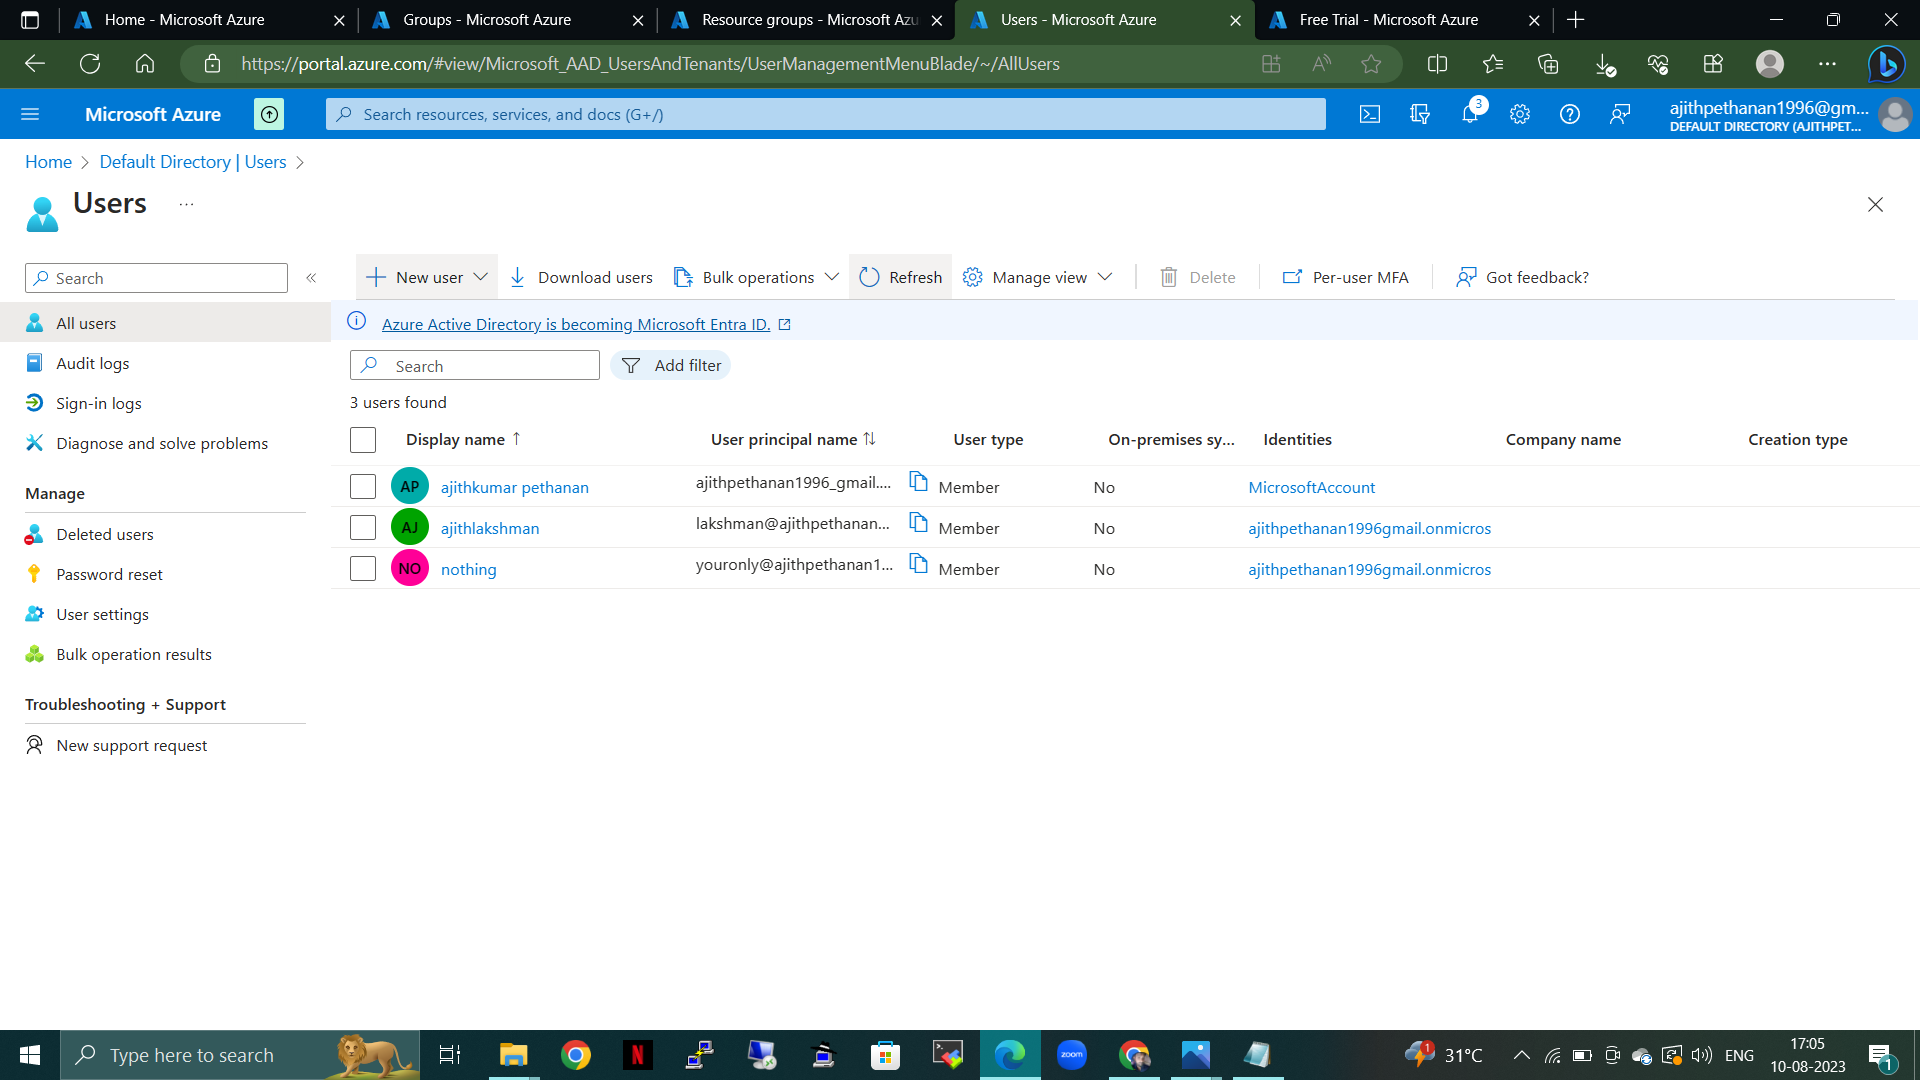 Home - Microsoft Azure
Groups - Microsoft Azure
Resource groups - Microsoft Azu
Users - Microsoft Azure
Free Trial - Microsoft Azure
https://portal.azure.com/#view/Microsoft_AAD_UsersAndTenants/UserManagementMenuBlade/~/AllUsers
Microsoft Azure
Search resources, services, and docs (G+/)
3
ajithpethanan1996@gm...
DEFAULT DIRECTORY (AJITHPET...
Home > Default Directory | Users >
Users ...
Search «
All users
Audit logs
Sign-in logs
Diagnose and solve problems
Manage
Deleted users
Password reset
User settings
Bulk operation results
Troubleshooting + Support
New support request
New user Download users Bulk operations Refresh Manage view Delete Per-user MFA Got feedback?
Azure Active Directory is becoming Microsoft Entra ID.
Search Add filter
3 users found
Display name ↑ User principal name ↑↓ User type On-premises sy... Identities Company name Creation type
AP ajithkumar pethanan ajithpethanan1996_gmail.... Member No MicrosoftAccount
AJ ajithlakshman lakshman@ajithpethanan... Member No ajithpethanan1996gmail.onmicros
NO nothing youronly@ajithpethanan1... Member No ajithpethanan1996gmail.onmicros
Type here to search
N
zoom
1
31°C
ENG
17:05
10-08-2023
1